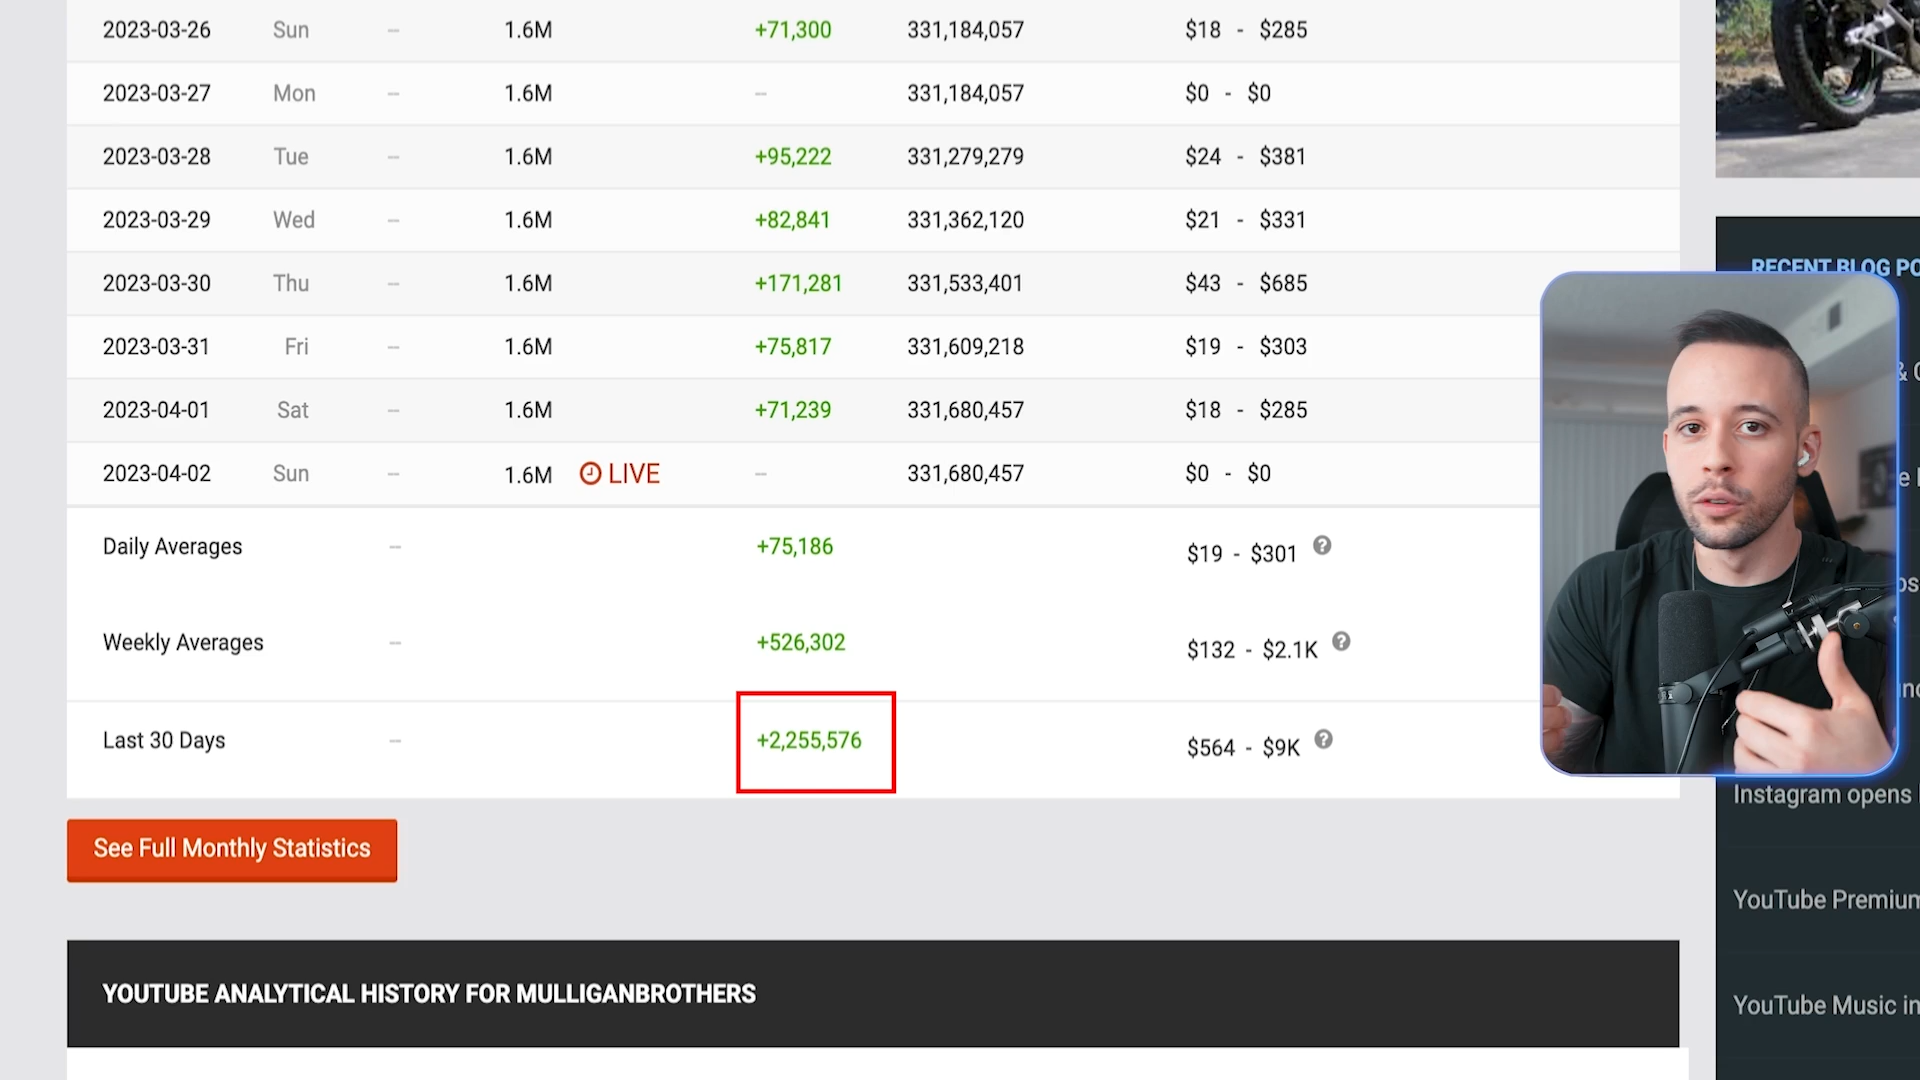 2023-03-26 Sun -- 1.6M +71,300 331,184,057 $18 - $285
2023-03-27 Mon -- 1.6M -- 331,184,057 $0 - $0
2023-03-28 Tue -- 1.6M +95,222 331,279,279 $24 - $381
2023-03-29 Wed -- 1.6M +82,841 331,362,120 $21 - $331
2023-03-30 Thu -- 1.6M +171,281 331,533,401 $43 - $685
2023-03-31 Fri -- 1.6M +75,817 331,609,218 $19 - $303
2023-04-01 Sat -- 1.6M +71,239 331,680,457 $18 - $285
2023-04-02 Sun -- 1.6M LIVE -- 331,680,457 $0 - $0
Daily Averages -- +75,186 $19 - $301 ?
Weekly Averages -- +526,302 $132 - $2.1K ?
Last 30 Days -- +2,255,576 $564 - $9K ?
See Full Monthly Statistics
YOUTUBE ANALYTICAL HISTORY FOR MULLIGANBROTHERS
RECENT BLOG PO
Instagram opens
YouTube Premium
YouTube Music in